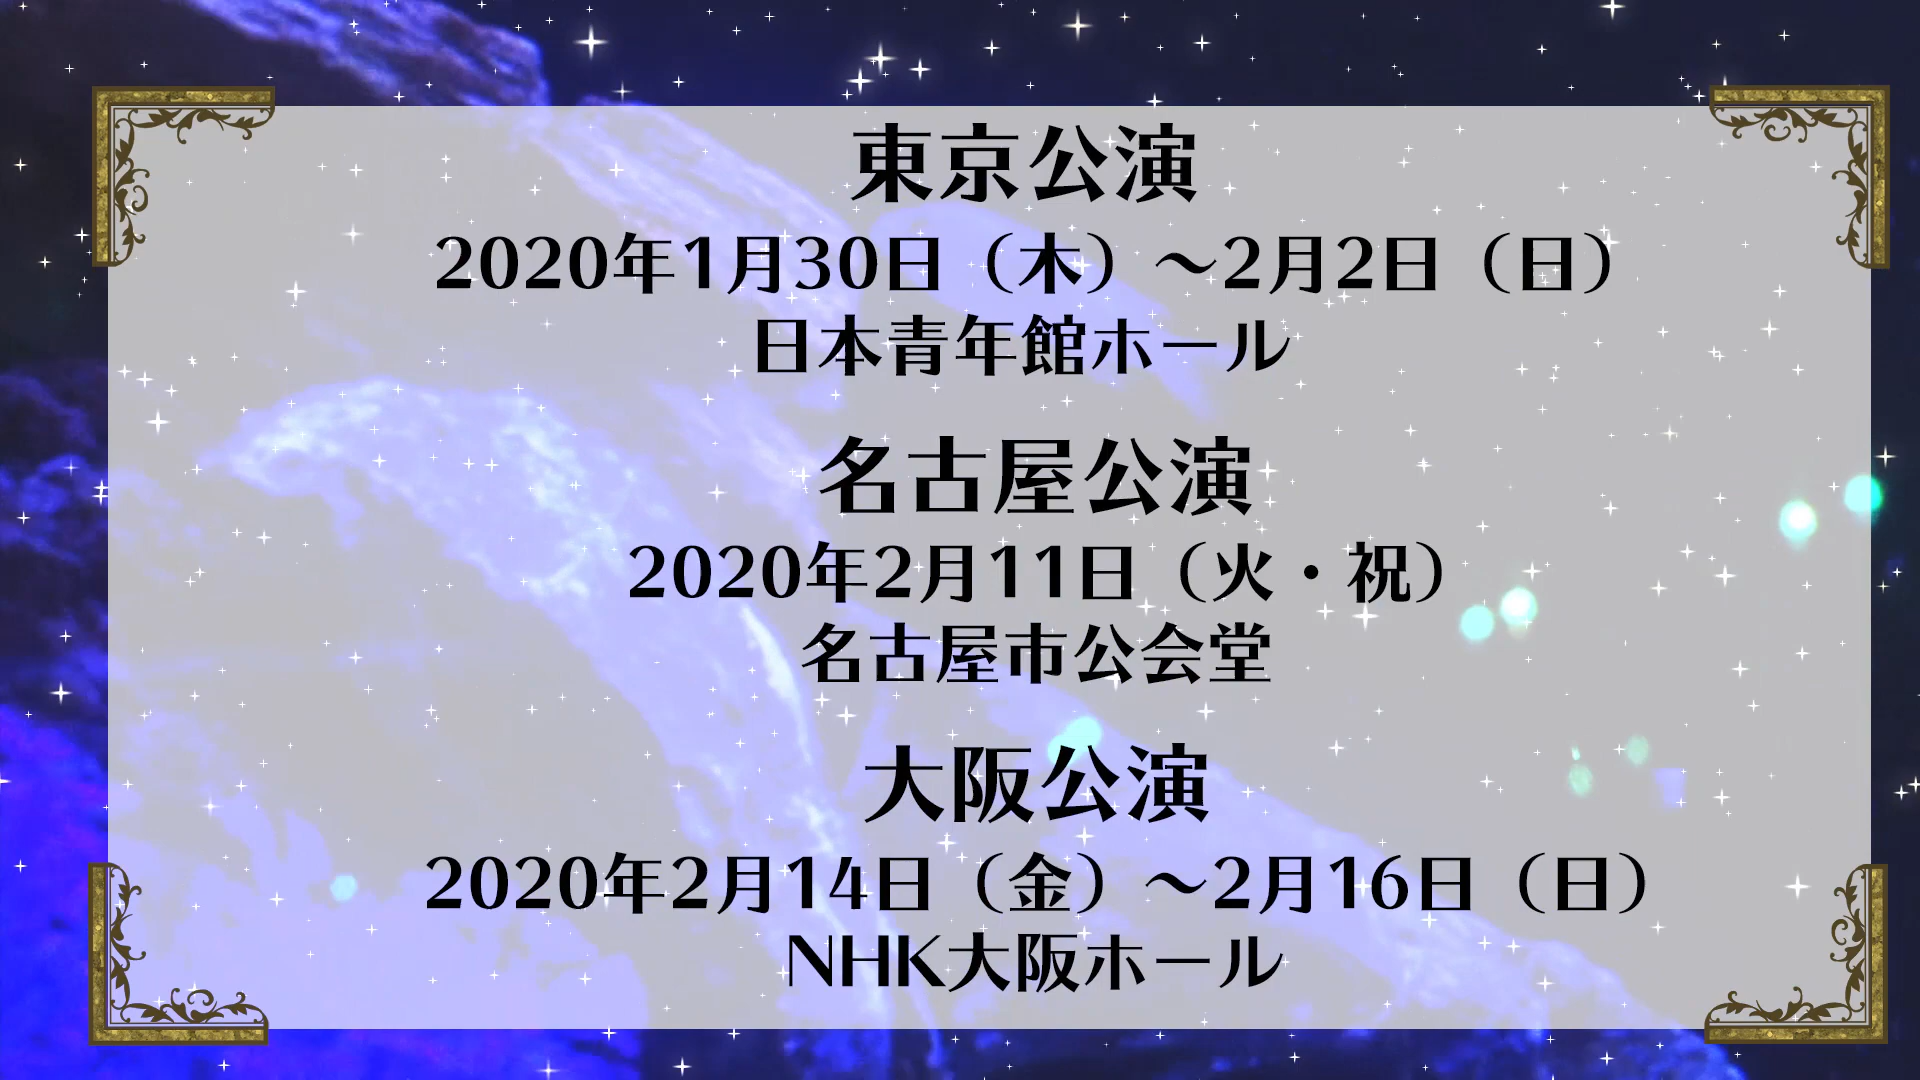 東京公演
2020年1月30日（木）～2月2日（日）
日本青年館ホール
名古屋公演
2020年2月11日（火・祝）
名古屋市公会堂
大阪公演
2020年2月14日（金）～2月16日（日）
NHK大阪ホール